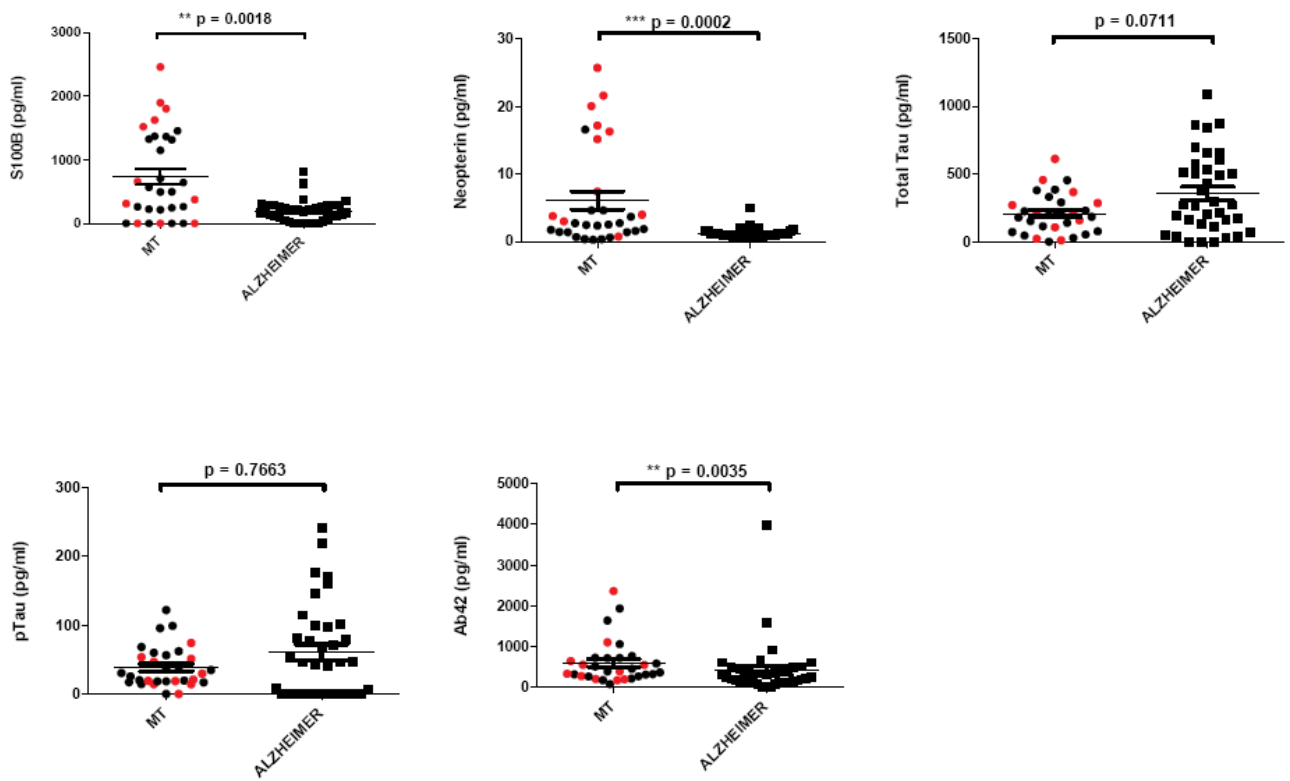 ** p = 0.0018
3000
2000
1000
0
S100B (pg/ml)
MT
ALZHEIMER
*** p = 0.0002
30
20
10
0
Neopterin (pg/ml)
MT
ALZHEIMER
p = 0.0711
1500
1000
500
0
Total Tau (pg/ml)
MT
ALZHEIMER
p = 0.7663
300
200
100
0
pTau (pg/ml)
MT
ALZHEIMER
** p = 0.0035
5000
4000
3000
2000
1000
0
Ab42 (pg/ml)
MT
ALZHEIMER